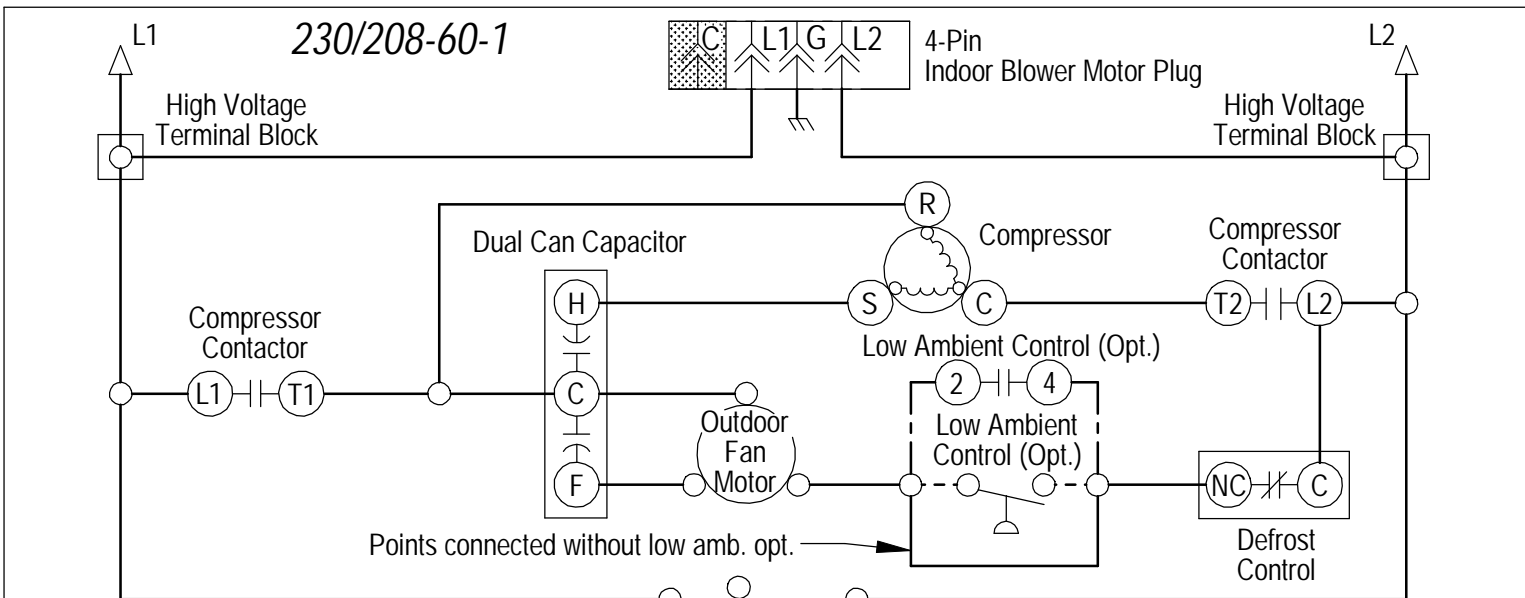 L1
230/208-60-1
C L1 G L2
4-Pin
Indoor Blower Motor Plug
L2
High Voltage
Terminal Block
High Voltage
Terminal Block
R
Compressor
Dual Can Capacitor
Compressor
Contactor
H
S
C
T2
L2
Compressor
Contactor
Low Ambient Control (Opt.)
2
4
L1
T1
C
Outdoor
Fan
Motor
Low Ambient
Control (Opt.)
F
NC
C
Points connected without low amb. opt.
Defrost
Control